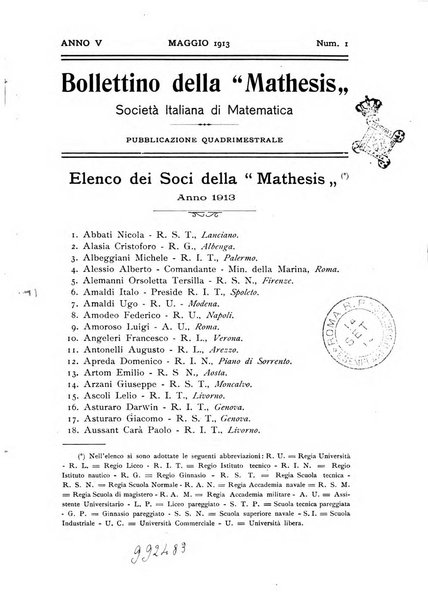 ANNO V MAGGIO 1913 Num. 1
Bollettino della “Mathesis„
Società Italiana di Matematica
PUBBLICAZIONE QUADRIMESTRALE
Elenco dei Soci della “Mathesis„ (*)
Anno 1913
1. Abbati Nicola - R. S. T., Lanciano.
2. Alasia Cristoforo - R. G., Albenga.
3. Albeggiani Michele - R. I. T., Palermo.
4. Alessio Alberto - Comandante - Min. della Marina, Roma.
5. Alemanni Orsoletta Tersilla - R. S. N., Firenze.
6. Amaldi Italo - Preside R. I. T., Spoleto.
7. Amaldi Ugo - R. U. - Modena.
8. Amodeo Federico - R. U., Napoli.
9. Amoroso Luigi - A. U., Roma.
10. Angeleri Francesco - R. L., Verona.
11. Antonelli Augusto - R. L., Arezzo.
12. Apreda Domenico - R. I. N., Piano di Sorrento.
13. Artom Emilio - R. S N., Aosta.
14. Arzani Giuseppe - R. S. T., Moncalvo.
15. Ascoli Lelio - R. I. T., Livorno.
16. Asturaro Darwin - R. I. T., Genova.
17. Asturaro Giacomo - R. S. T., Genova.
18. Aussant Carà Paolo - R. I. T., Livorno.
(*) Nell'elenco si sono adottate le seguenti abbreviazioni: R. U. = Regia Università
- R. L. = Regio Liceo - R. I. T. = Regio Istituto tecnico - R. I. N. = Regio
Istituto nautico - R. G. = Regio Ginnasio - R. S. T. = Regia Scuola tecnica -
R. S. N. = Regia Scuola Normale - R. A. N. = Regia Accademia navale - R. S. M.
= Regia Scuola di magistero - R. A. M. = Regia Accademia militare - A. U. = Assi-
stente Universitario - L. P. = Liceo pareggiato - S. T. P. = Scuola tecnica pareggiata
- G. P. = Ginnasio pareggiato - S. S. N. = Scuola superiore navale - S. I. = Scuola
Industriale - U. C. = Università Commerciale - U. = Università libera.
992483